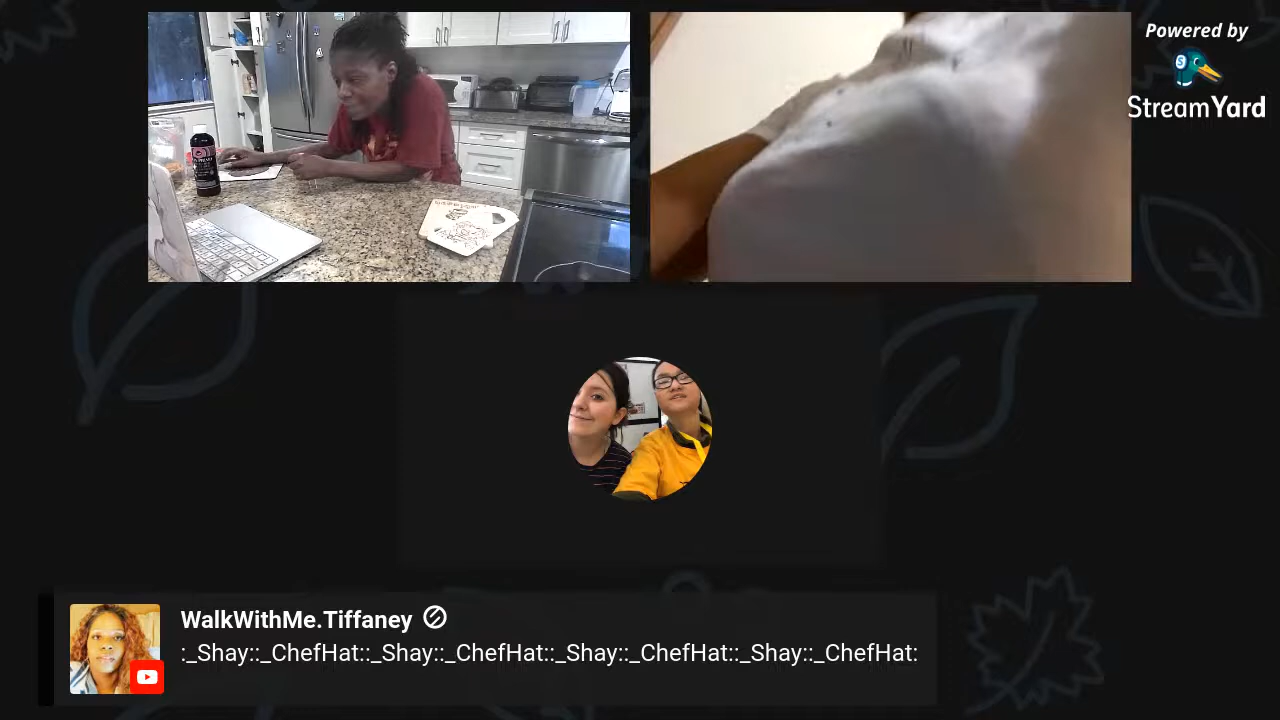 Powered by
StreamYard
WalkWithMe.Tiffaney
:_Shay::_ChefHat::_Shay::_ChefHat::_Shay::_ChefHat::_Shay::_ChefHat: